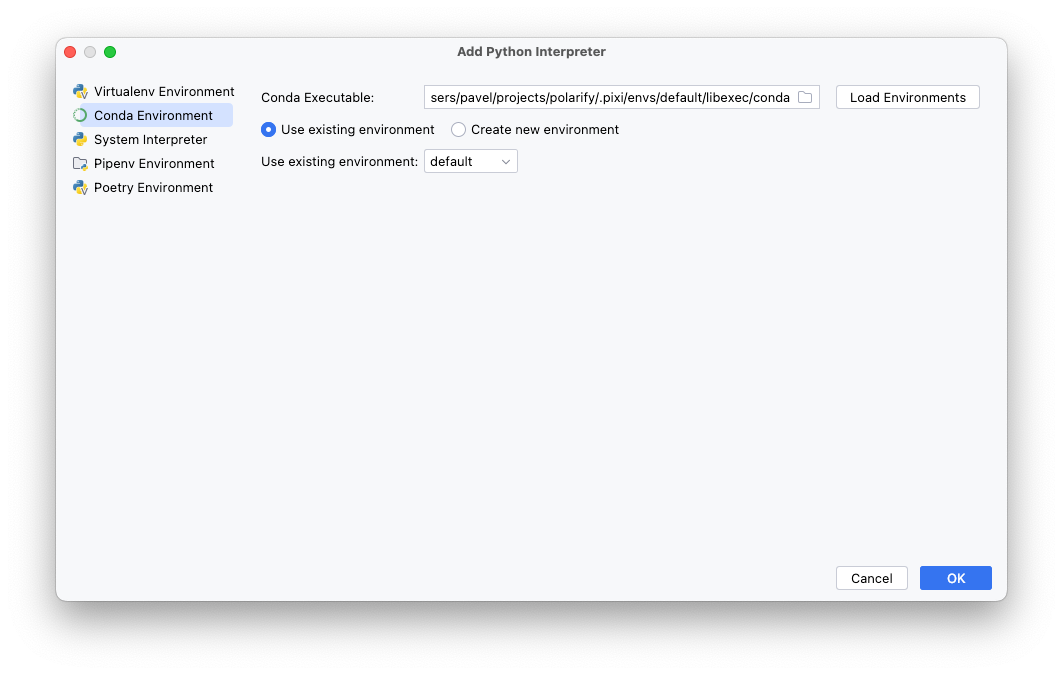 Add Python Interpreter
Virtualenv Environment
Conda Environment
System Interpreter
Pipenv Environment
Poetry Environment
Conda Executable: sers/pavel/projects/polarify/.pixi/envs/default/libexec/conda Load Environments
Use existing environment Create new environment
Use existing environment: default
Cancel OK